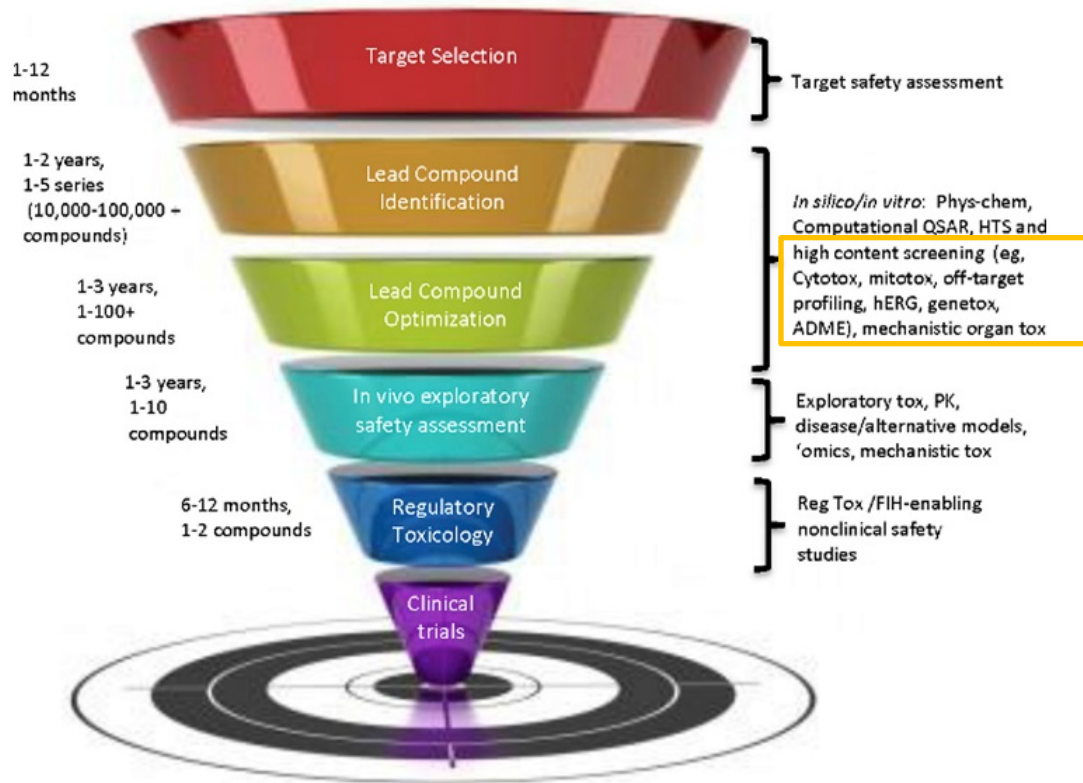 Target Selection
1-12
months
Target safety assessment
1-2 years,
1-5 series
(10,000-100,000 +
compounds)
Lead Compound
Identification
In silico/in vitro: Phys-chem,
Computational QSAR, HTS and
high content screening (eg,
Cytotox, mitotox, off-target
profiling, hERG, genetox,
ADME), mechanistic organ tox
1-3 years,
1-100+
compounds
Lead Compound
Optimization
1-3 years,
1-10
compounds
In vivo exploratory
safety assessment
Exploratory tox, PK,
disease/alternative models,
‘omics, mechanistic tox
6-12 months,
1-2 compounds
Regulatory
Toxicology
Reg Tox /FIH-enabling
nonclinical safety
studies
Clinical
trials